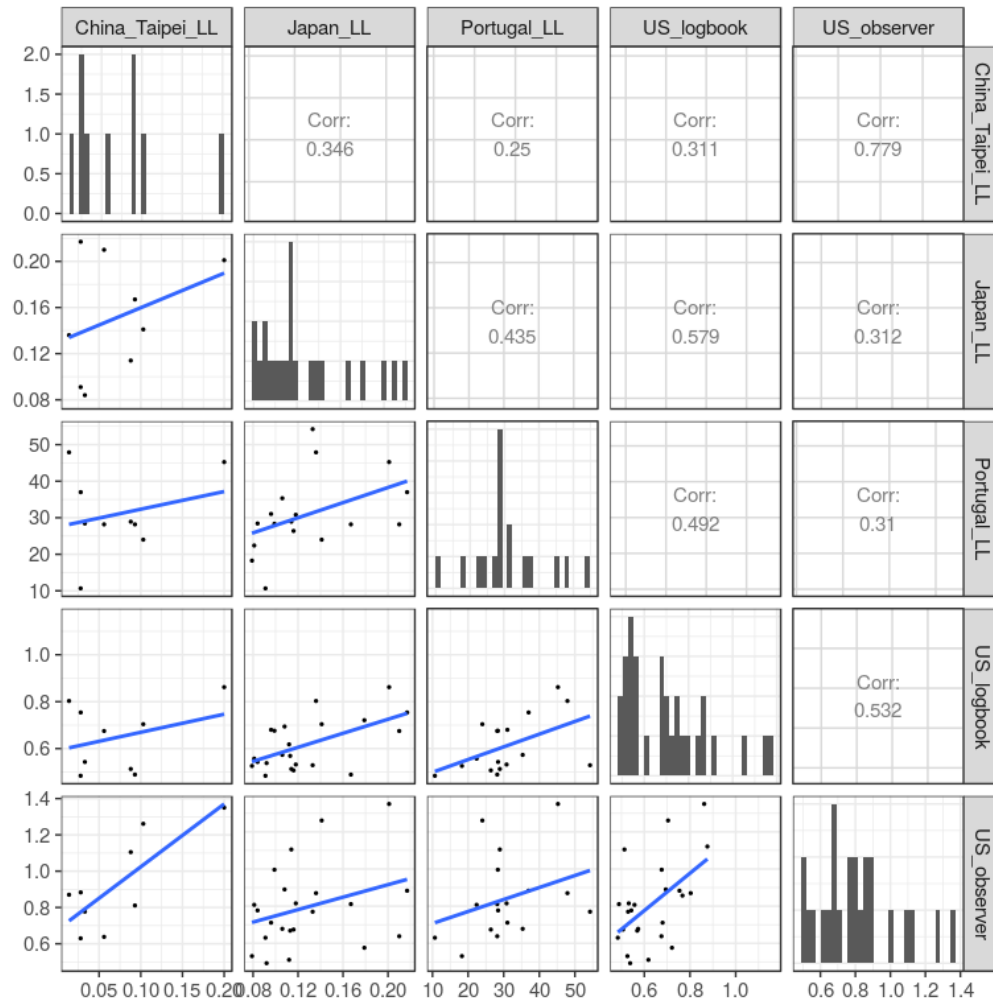 China_Taipei_LL Japan_LL Portugal_LL US_logbook US_observer
2.0
1.5
1.0
0.5
0.0
Corr:
0.346
Corr:
0.25
Corr:
0.311
Corr:
0.779
China_Taipei_LL
0.20
0.16
0.12
0.08
Corr:
0.435
Corr:
0.579
Corr:
0.312
Japan_LL
50
40
30
20
10
Corr:
0.492
Corr:
0.31
Portugal_LL
1.0
0.8
0.6
Corr:
0.532
US_logbook
1.4
1.2
1.0
0.8
0.6
US_observer
0.05 0.10 0.15 0.20 0.08 0.12 0.16 0.20 10 20 30 40 50 0.6 0.8 1.0 0.6 0.8 1.0 1.2 1.4